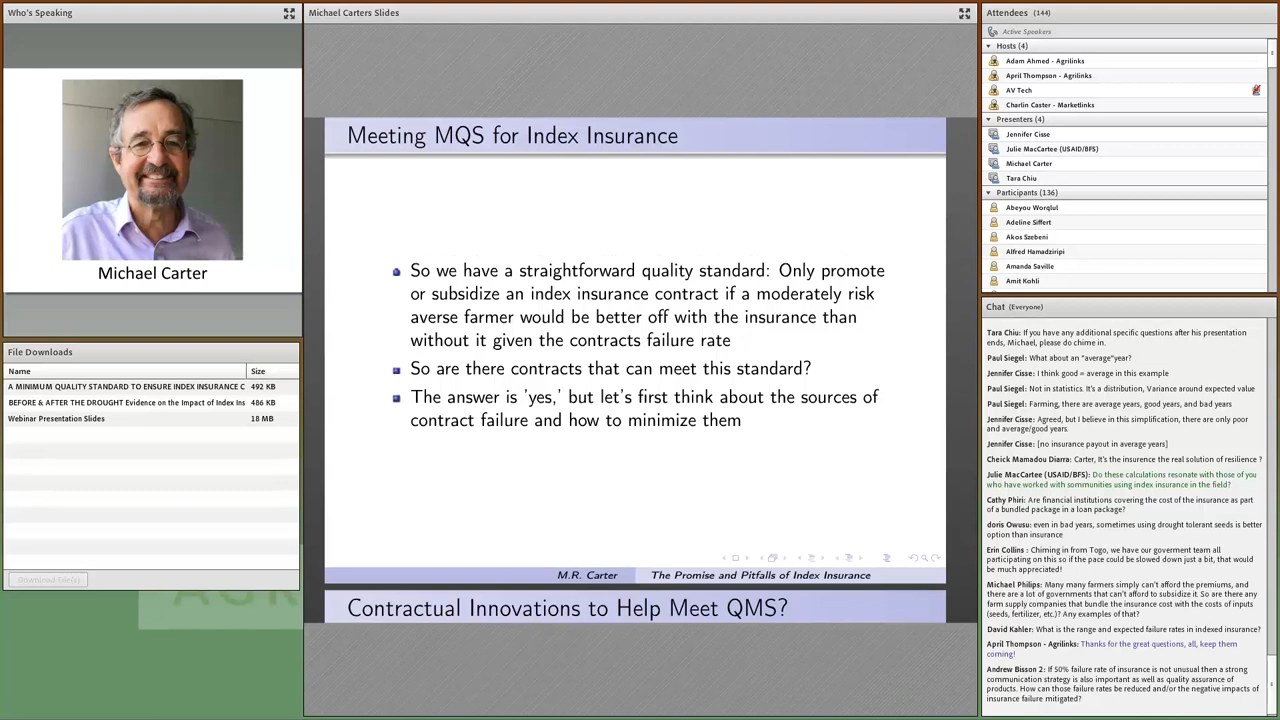 Who's Speaking
Michael Carter
File Downloads
Name Size
A MINIMUM QUALITY STANDARD TO ENSURE INDEX INSURANCE C 492 KB
BEFORE & AFTER THE DROUGHT Evidence on the Impact of Index Ins 486 KB
Webinar Presentation Slides 18 MB
Download File(s)
Michael Carters Slides
Meeting MQS for Index Insurance
So we have a straightforward quality standard: Only promote
or subsidize an index insurance contract if a moderately risk
averse farmer would be better off with the insurance than
without it given the contracts failure rate
So are there contracts that can meet this standard?
The answer is 'yes,' but let's first think about the sources of
contract failure and how to minimize them
M.R. Carter The Promise and Pitfalls of Index Insurance
Contractual Innovations to Help Meet QMS?
Attendees (144)
Active Speakers
Hosts (4)
Adam Ahmed - Agrilinks
April Thompson - Agrilinks
AV Tech
Charlin Caster - Marketlinks
Presenters (4)
Jennifer Cisse
Julie MacCartee (USAID/BFS)
Michael Carter
Tara Chiu
Participants (136)
Abeyou Worqlul
Adeline Siffert
Akos Szebeni
Alfred Hamadziripi
Amanda Saville
Amit Kohli
Chat (Everyone)
Tara Chiu: If you have any additional specific questions after his presentation
ends, Michael, please do chime in.
Paul Siegel: What about an "average"year?
Jennifer Cisse: I think good = average in this example
Paul Siegel: Not in statistics. It's a distribution, Variance around expected value
Paul Siegel: Farming, there are average years, good years, and bad years
Jennifer Cisse: Agreed, but I believe in this simplification, there are only poor
and average/good years.
Jennifer Cisse: [no insurance payout in average years]
Cheick Mamadou Diarra: Carter, It's the insurence the real solution of resilience ?
Julie MacCartee (USAID/BFS): Do these calculations resonate with those of you
who have worked with sommunities using index insurance in the field?
Cathy Phiri: Are financial institutions covering the cost of the insurance as part
of a bundled package in a loan package?
doris Owusu: even in bad years, sometimes using drought tolerant seeds is better
option than insurance
Erin Collins : Chiming in from Togo, we have our goverment team all
participating on this so if the pace could be slowed down just a bit, that would
be much appreciated!
Michael Philips: Many many farmers simply can't afford the premiums, and
there are a lot of governments that can't afford to subsidize it. So are there any
farm supply companies that bundle the insurance cost with the costs of inputs
(seeds, fertilizer, etc.)? Any examples of that?
David Kahler: What is the range and expected failure rates in indexed insurance?
April Thompson - Agrilinks: Thanks for the great questions, all, keep them
coming!
Andrew Bisson 2: If 50% failure rate of insurance is not unusual then a strong
communication strategy is also important as well as quality assurance of
products. How can those failure rates be reduced and/or the negative impacts of
insurance failure mitigated?